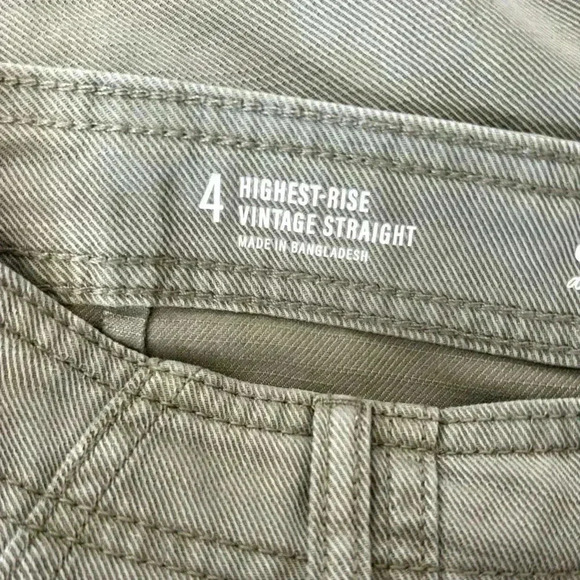 4
HIGHEST-RISE
VINTAGE STRAIGHT
MADE IN BANGLADESH